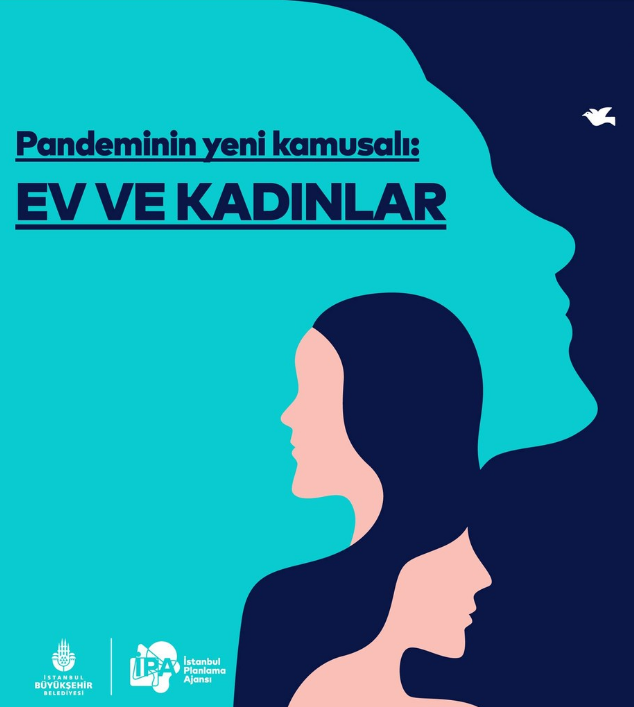 Pandeminin yeni kamusalı:
EV VE KADINLAR
İSTANBUL
BÜYÜKŞEHİR
BELEDİYESİ
İPA
İstanbul
Planlama
Ajansı